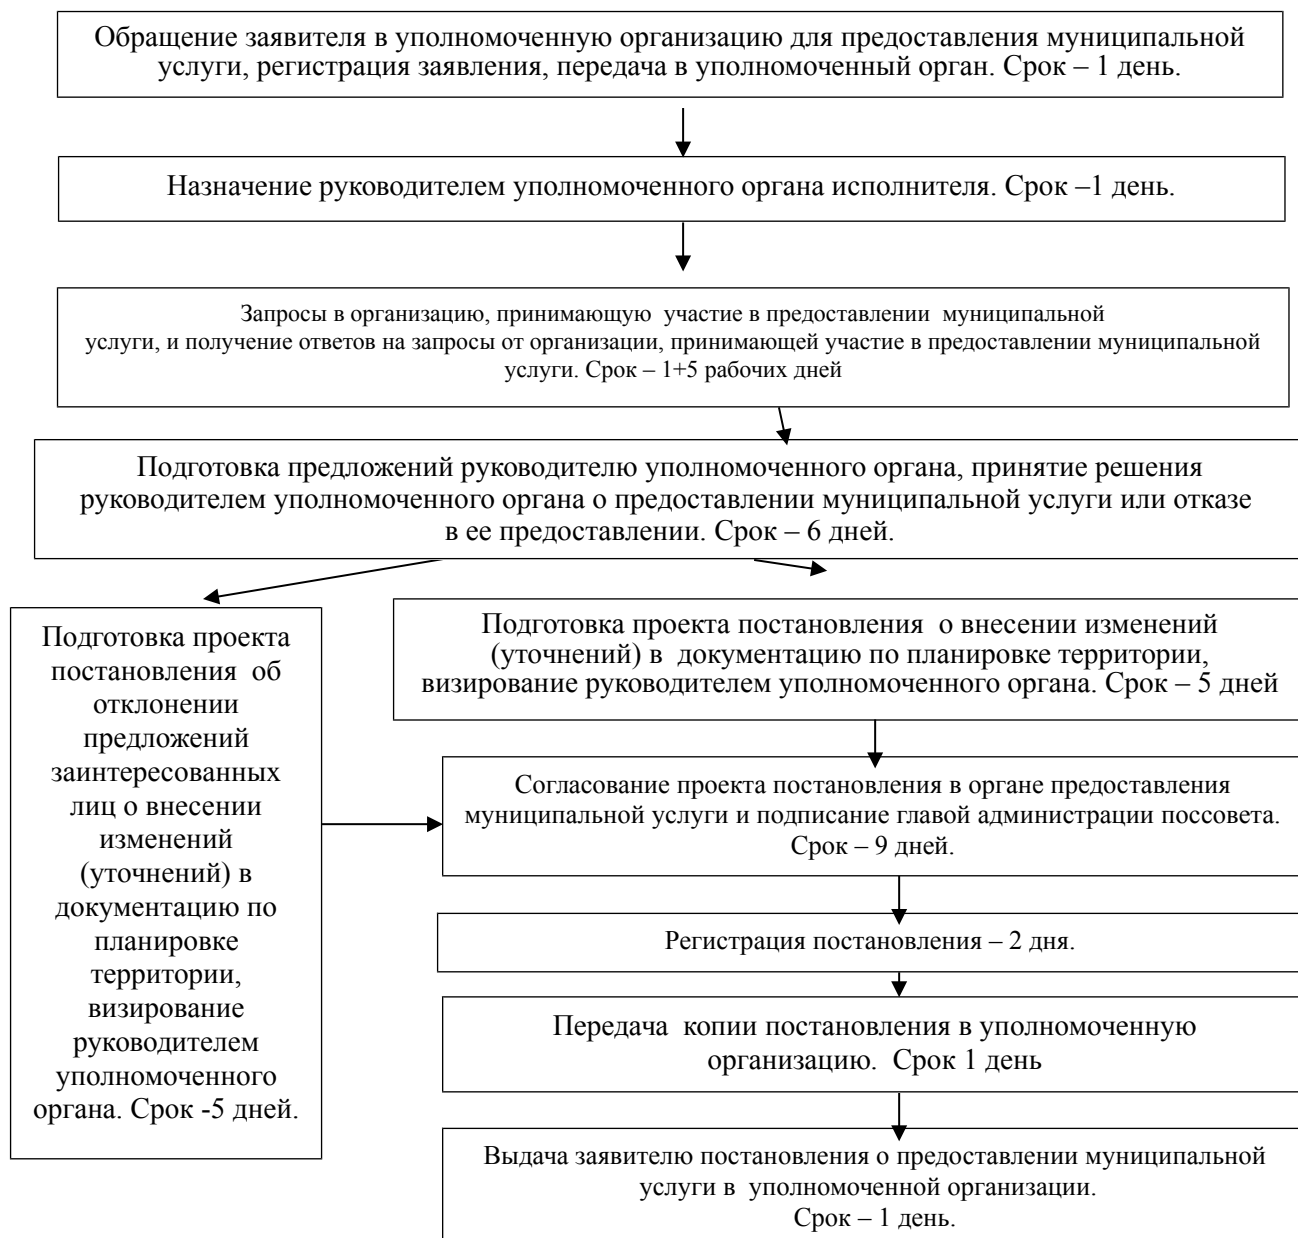 Обращение заявителя в уполномоченную организацию для предоставления муниципальной
услуги, регистрация заявления, передача в уполномоченный орган. Срок – 1 день.
Назначение руководителем уполномоченного органа исполнителя. Срок –1 день.
Запросы в организацию, принимающую участие в предоставлении муниципальной
услуги, и получение ответов на запросы от организации, принимающей участие в предоставлении муниципальной
услуги. Срок – 1+5 рабочих дней
Подготовка предложений руководителю уполномоченного органа, принятие решения
руководителем уполномоченного органа о предоставлении муниципальной услуги или отказе
в ее предоставлении. Срок – 6 дней.
Подготовка проекта
постановления об
отклонении
предложений
заинтересованных
лиц о внесении
изменений
(уточнений) в
документацию по
планировке
территории,
визирование
руководителем
уполномоченного
органа. Срок -5 дней.
Подготовка проекта постановления о внесении изменений
(уточнений) в документацию по планировке территории,
визирование руководителем уполномоченного органа. Срок – 5 дней
Согласование проекта постановления в органе предоставления
муниципальной услуги и подписание главой администрации поссовета.
Срок – 9 дней.
Регистрация постановления – 2 дня.
Передача копии постановления в уполномоченную
организацию. Срок 1 день
Выдача заявителю постановления о предоставлении муниципальной
услуги в уполномоченной организации.
Срок – 1 день.